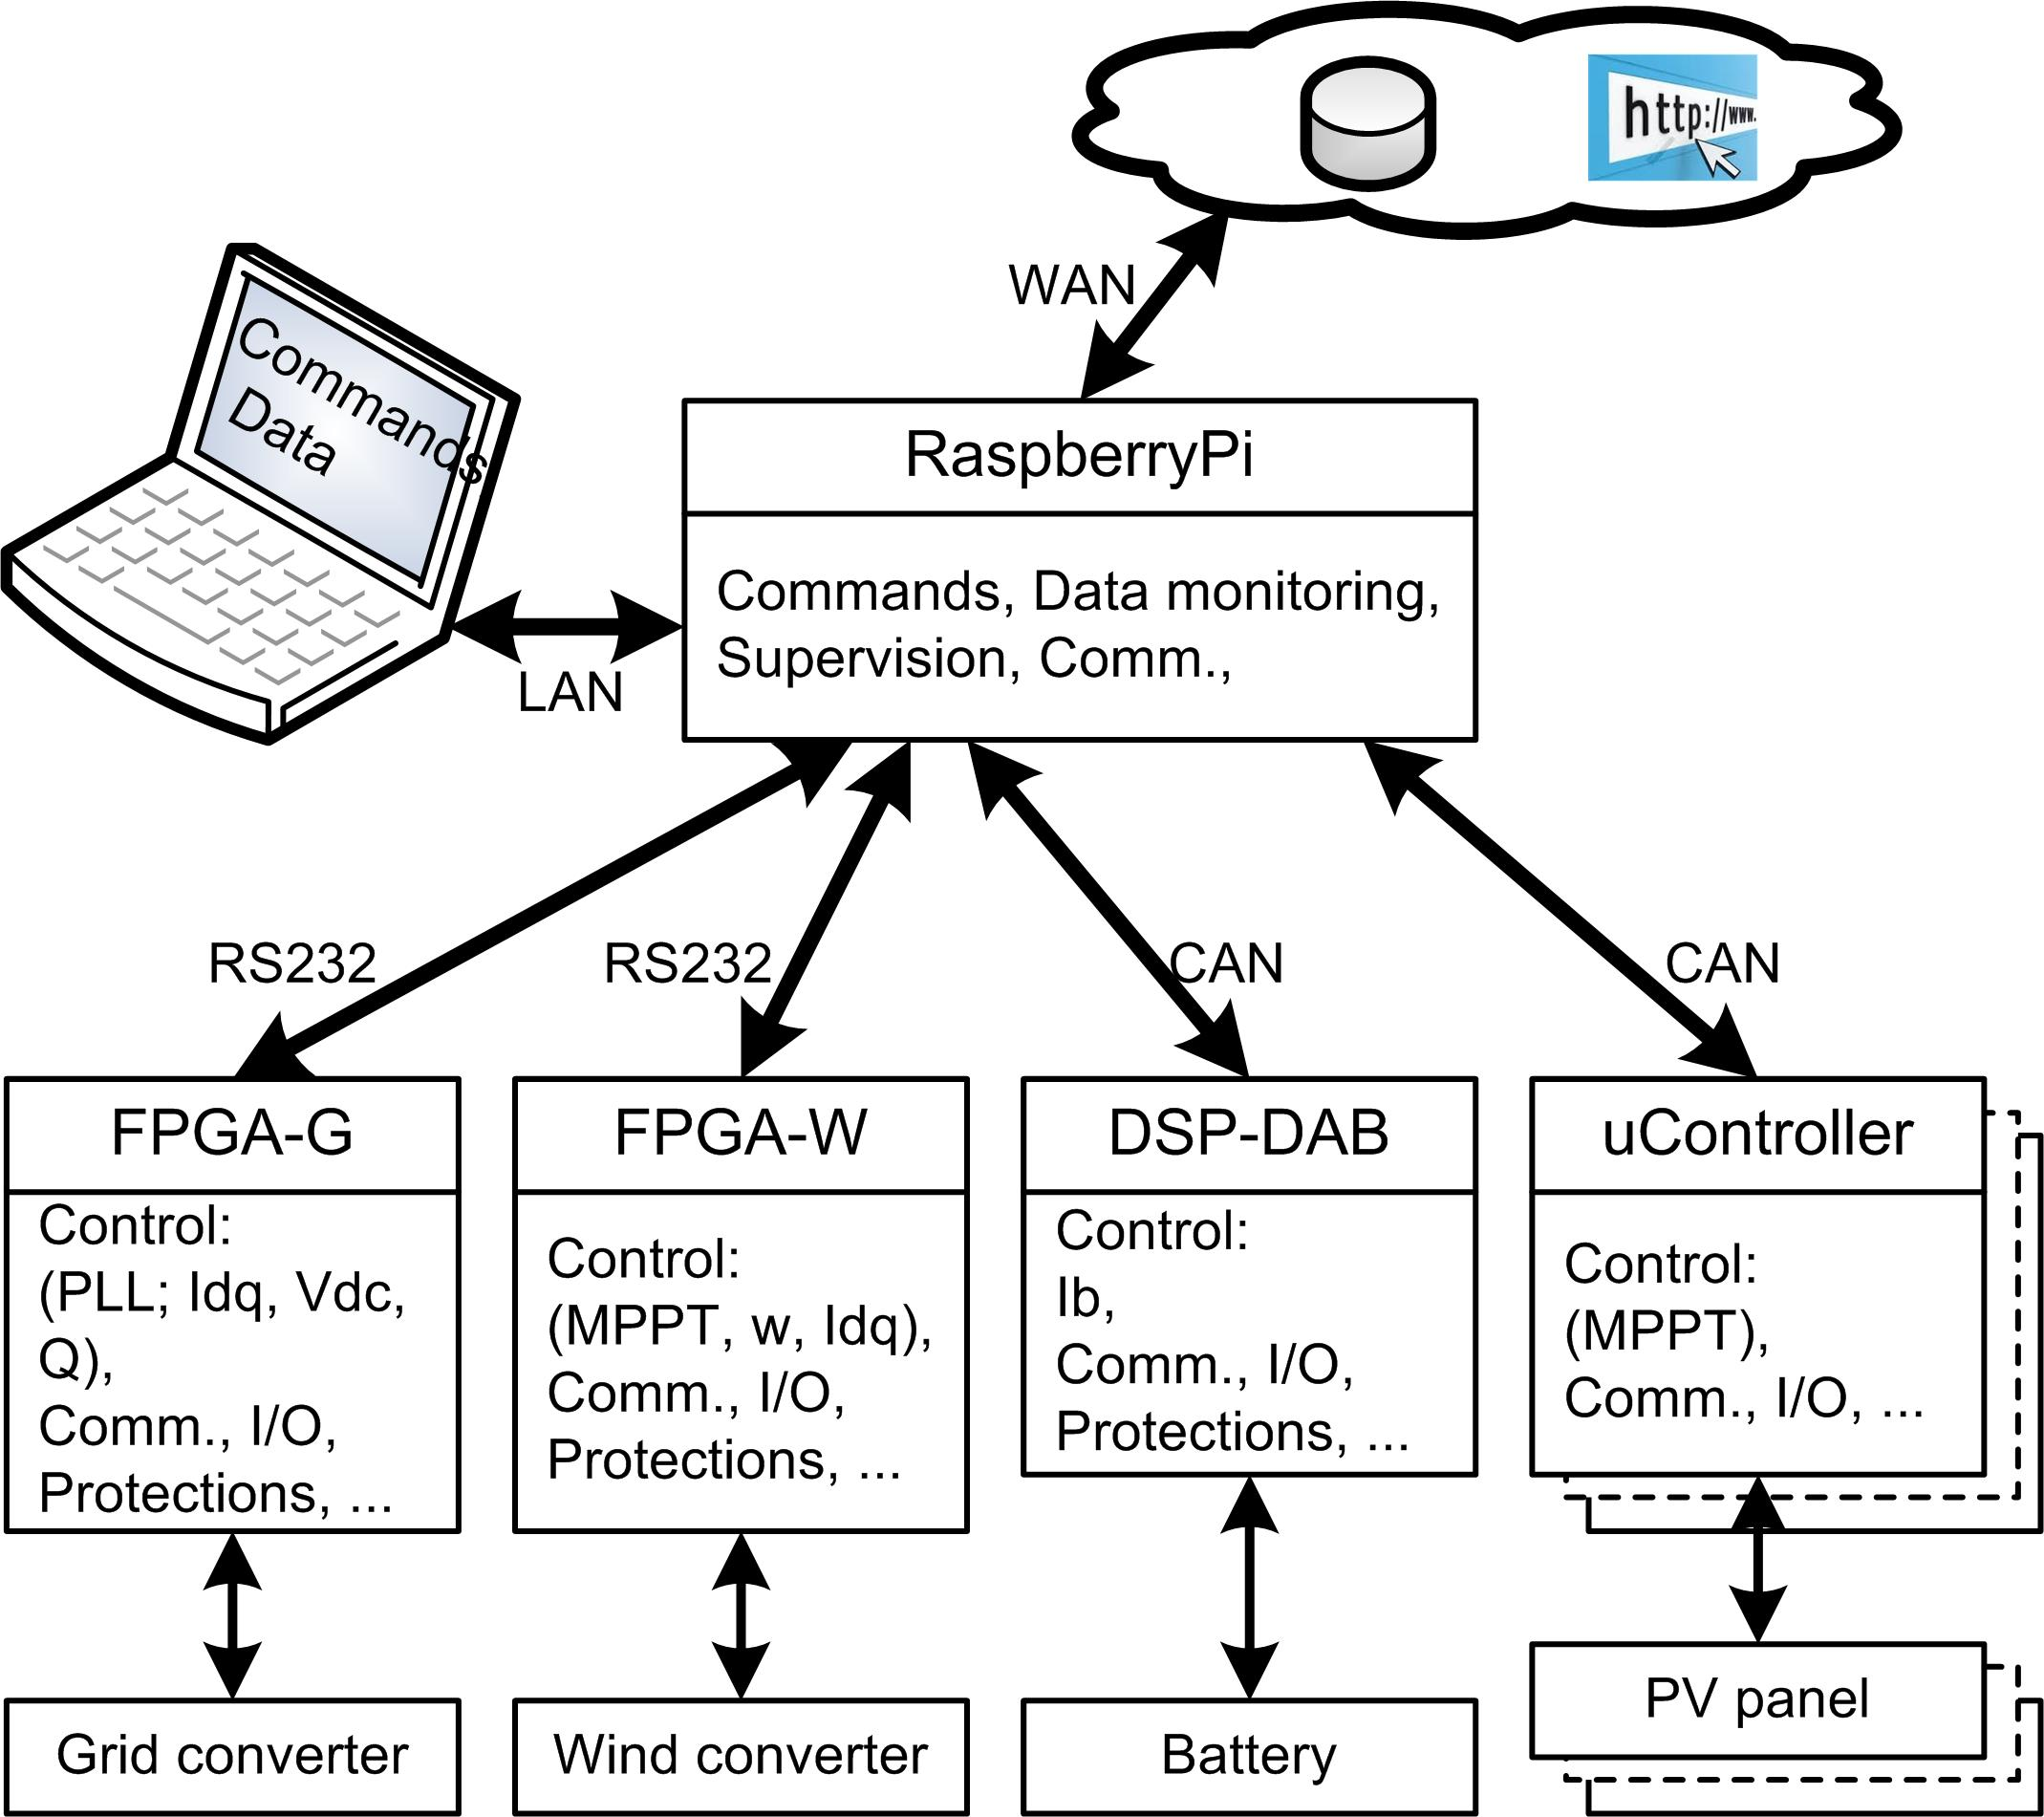 http://www.
WAN
Commands
Data
RaspberryPi
Commands, Data monitoring,
Supervision, Comm.,
LAN
RS232
RS232
CAN
CAN
FPGA-G
Control:
(PLL; Idq, Vdc,
Q),
Comm., I/O,
Protections, ...
FPGA-W
Control:
(MPPT, w, Idq),
Comm., I/O,
Protections, ...
DSP-DAB
Control:
Ib,
Comm., I/O,
Protections, ...
uController
Control:
(MPPT),
Comm., I/O, ...
Grid converter
Wind converter
Battery
PV panel